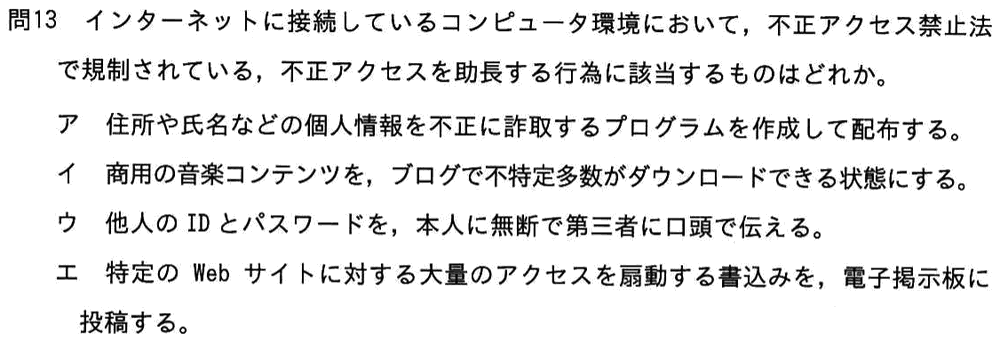 問13 インターネットに接続しているコンピュータ環境において，不正アクセス禁止法
で規制されている，不正アクセスを助長する行為に該当するものはどれか。
ア 住所や氏名などの個人情報を不正に詐取するプログラムを作成して配布する。
イ 商用の音楽コンテンツを，ブログで不特定多数がダウンロードできる状態にする。
ウ 他人の ID とパスワードを，本人に無断で第三者に口頭で伝える。
エ 特定の Web サイトに対する大量のアクセスを扇動する書込みを，電子掲示板に
投稿する。